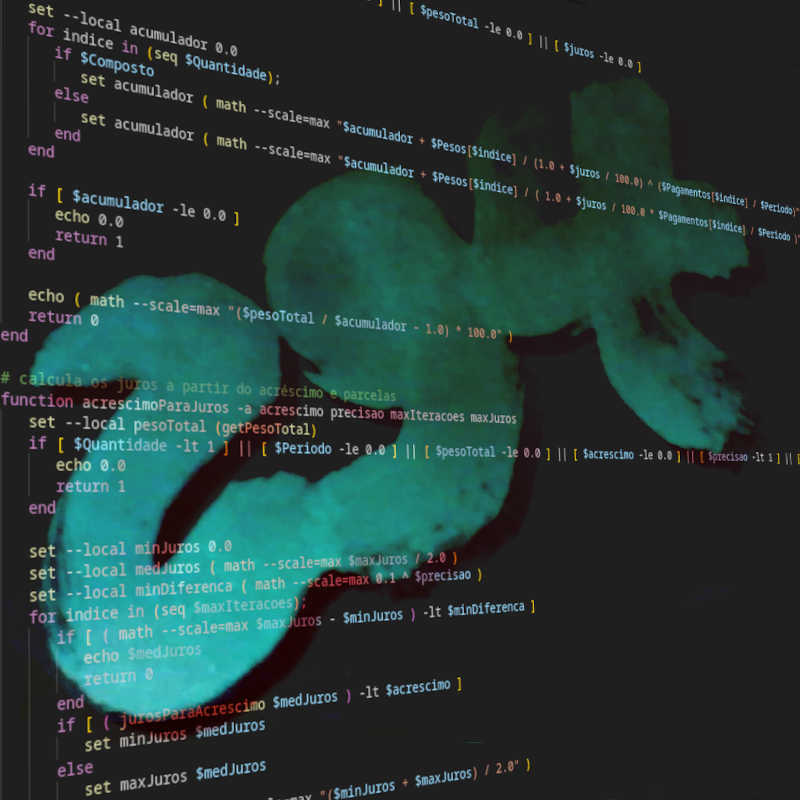 ] || [ $pesoTotal -le 0.0 ] || [ $juros -le 0.0 ]
set --local acumulador 0.0
for indice in (seq $Quantidade);
if $Composto
set acumulador ( math --scale=max "$acumulador + $Pesos[$indice] / (1.0 + $juros / 100.0) ^ ($Pagamentos[$indice] / $Periodo)"
else
set acumulador ( math --scale=max "$acumulador + $Pesos[$indice] / ( 1.0 + $juros / 100.0 * $Pagamentos[$indice] / $Periodo )"
end
end
if [ $acumulador -le 0.0 ]
echo 0.0
return 1
end
echo ( math --scale=max "($pesoTotal / $acumulador - 1.0) * 100.0" )
return 0
end
# calcula os juros a partir do acréscimo e parcelas
function acrescimoParaJuros -a acrescimo precisao maxIteracoes maxJuros
set --local pesoTotal (getPesoTotal)
if [ $Quantidade -lt 1 ] || [ $Periodo -le 0.0 ] || [ $pesoTotal -le 0.0 ] || [ $acrescimo -le 0.0 ] || [ $precisao -lt 1 ] || [
echo 0.0
return 1
end
set --local minJuros 0.0
set --local medJuros ( math --scale=max $maxJuros / 2.0 )
set --local minDiferenca ( math --scale=max 0.1 ^ $precisao )
for indice in (seq $maxIteracoes);
if [ ( math --scale=max $maxJuros - $minJuros ) -lt $minDiferenca ]
echo $medJuros
return 0
end
if [ ( jurosParaAcrescimo $medJuros ) -lt $acrescimo ]
set minJuros $medJuros
else
set maxJuros $medJuros
"($minJuros + $maxJuros) / 2.0" )